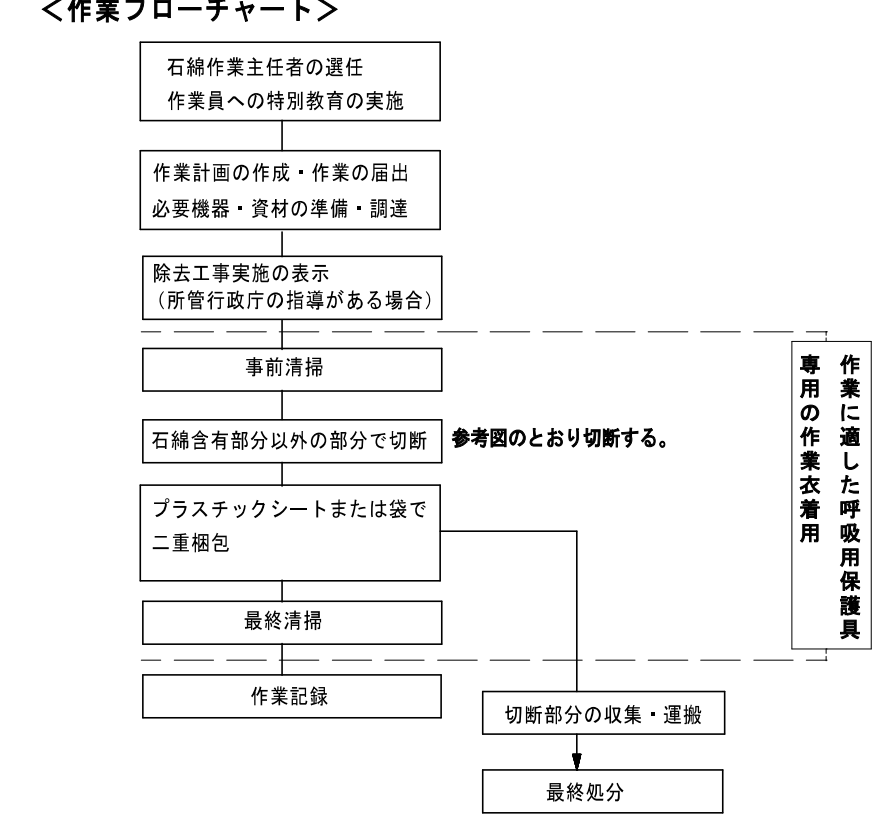 ＜作業フローチャート＞
石綿作業主任者の選任
作業員への特別教育の実施
作業計画の作成・作業の届出
必要機器・資材の準備・調達
除去工事実施の表示
（所管行政庁の指導がある場合）
事前清掃
石綿含有部分以外の部分で切断
参考図のとおり切断する。
プラスチックシートまたは袋で
二重梱包
最終清掃
作業記録
切断部分の収集・運搬
最終処分
作業に適した呼吸用保護具
専用の作業衣着用